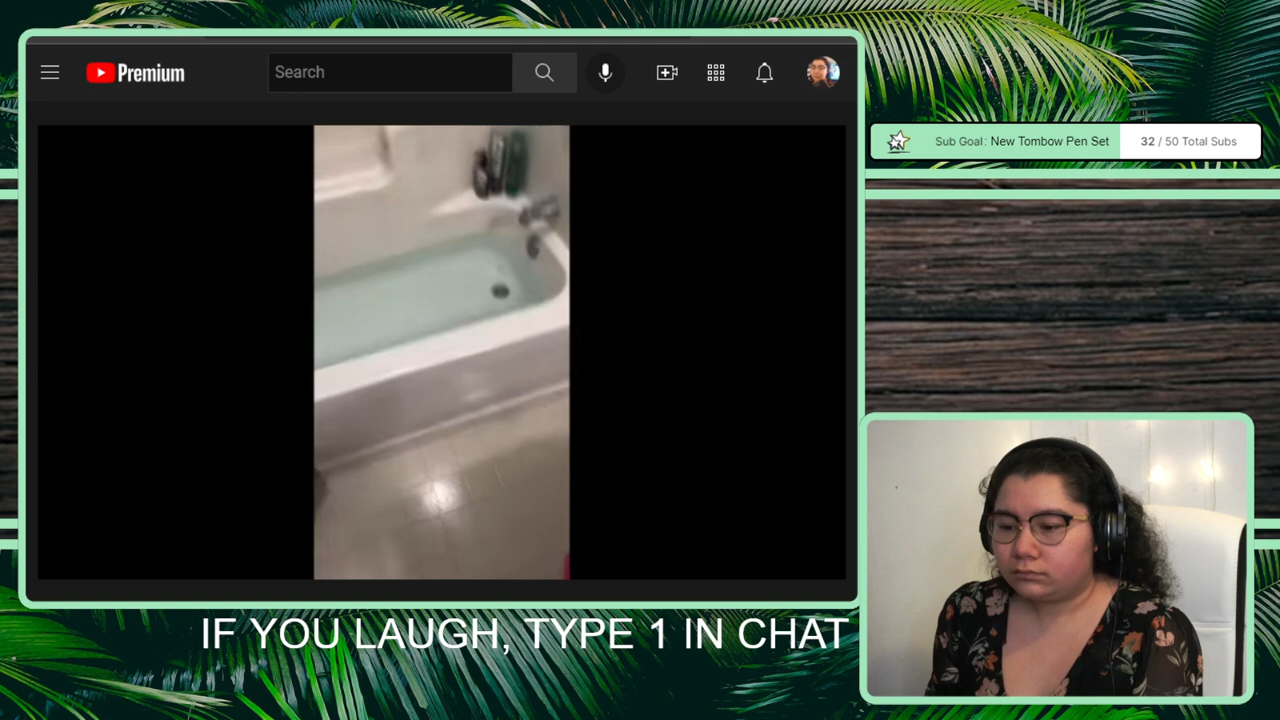 Premium
Search
Sub Goal: New Tombow Pen Set
32 / 50 Total Subs
IF YOU LAUGH, TYPE 1 IN CHAT